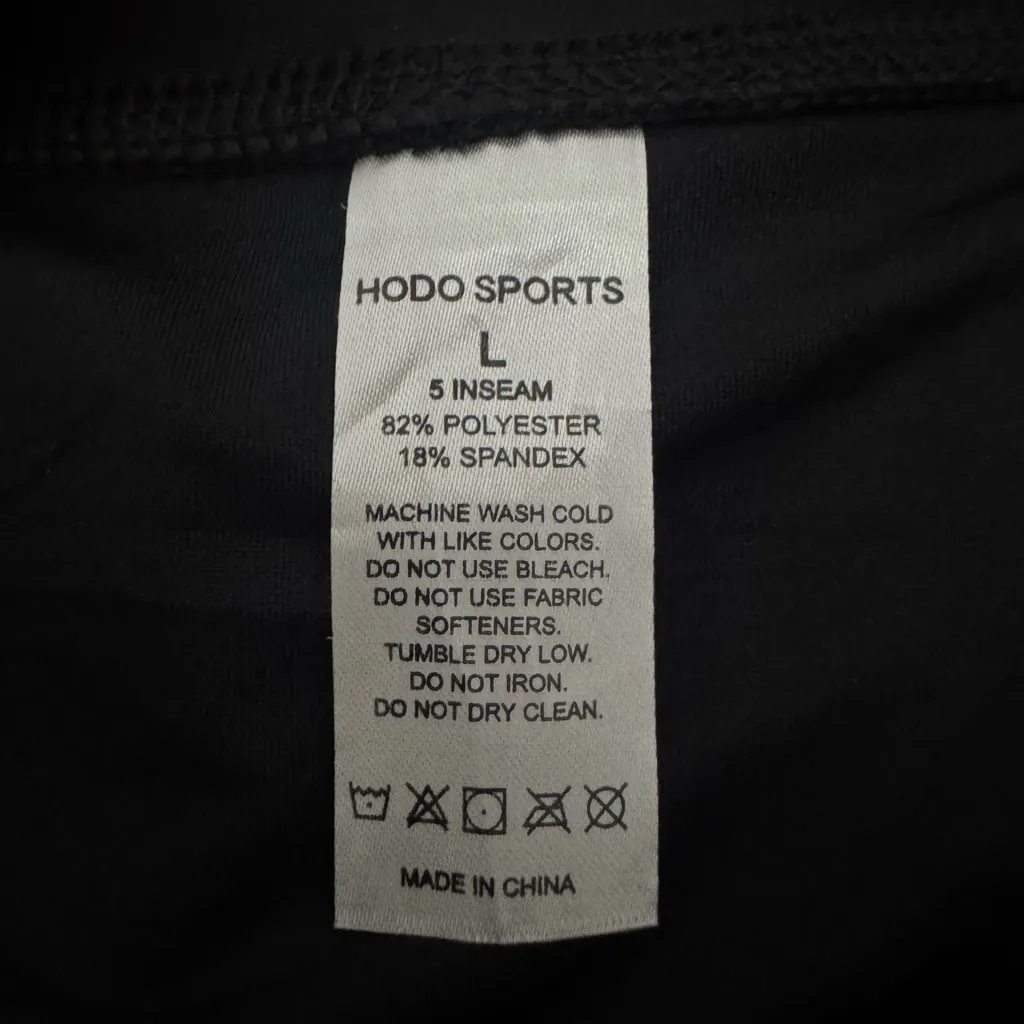 HODO SPORTS
L
5 INSEAM
82% POLYESTER
18% SPANDEX
MACHINE WASH COLD
WITH LIKE COLORS.
DO NOT USE BLEACH.
DO NOT USE FABRIC
SOFTENERS.
TUMBLE DRY LOW.
DO NOT IRON.
DO NOT DRY CLEAN.
MADE IN CHINA